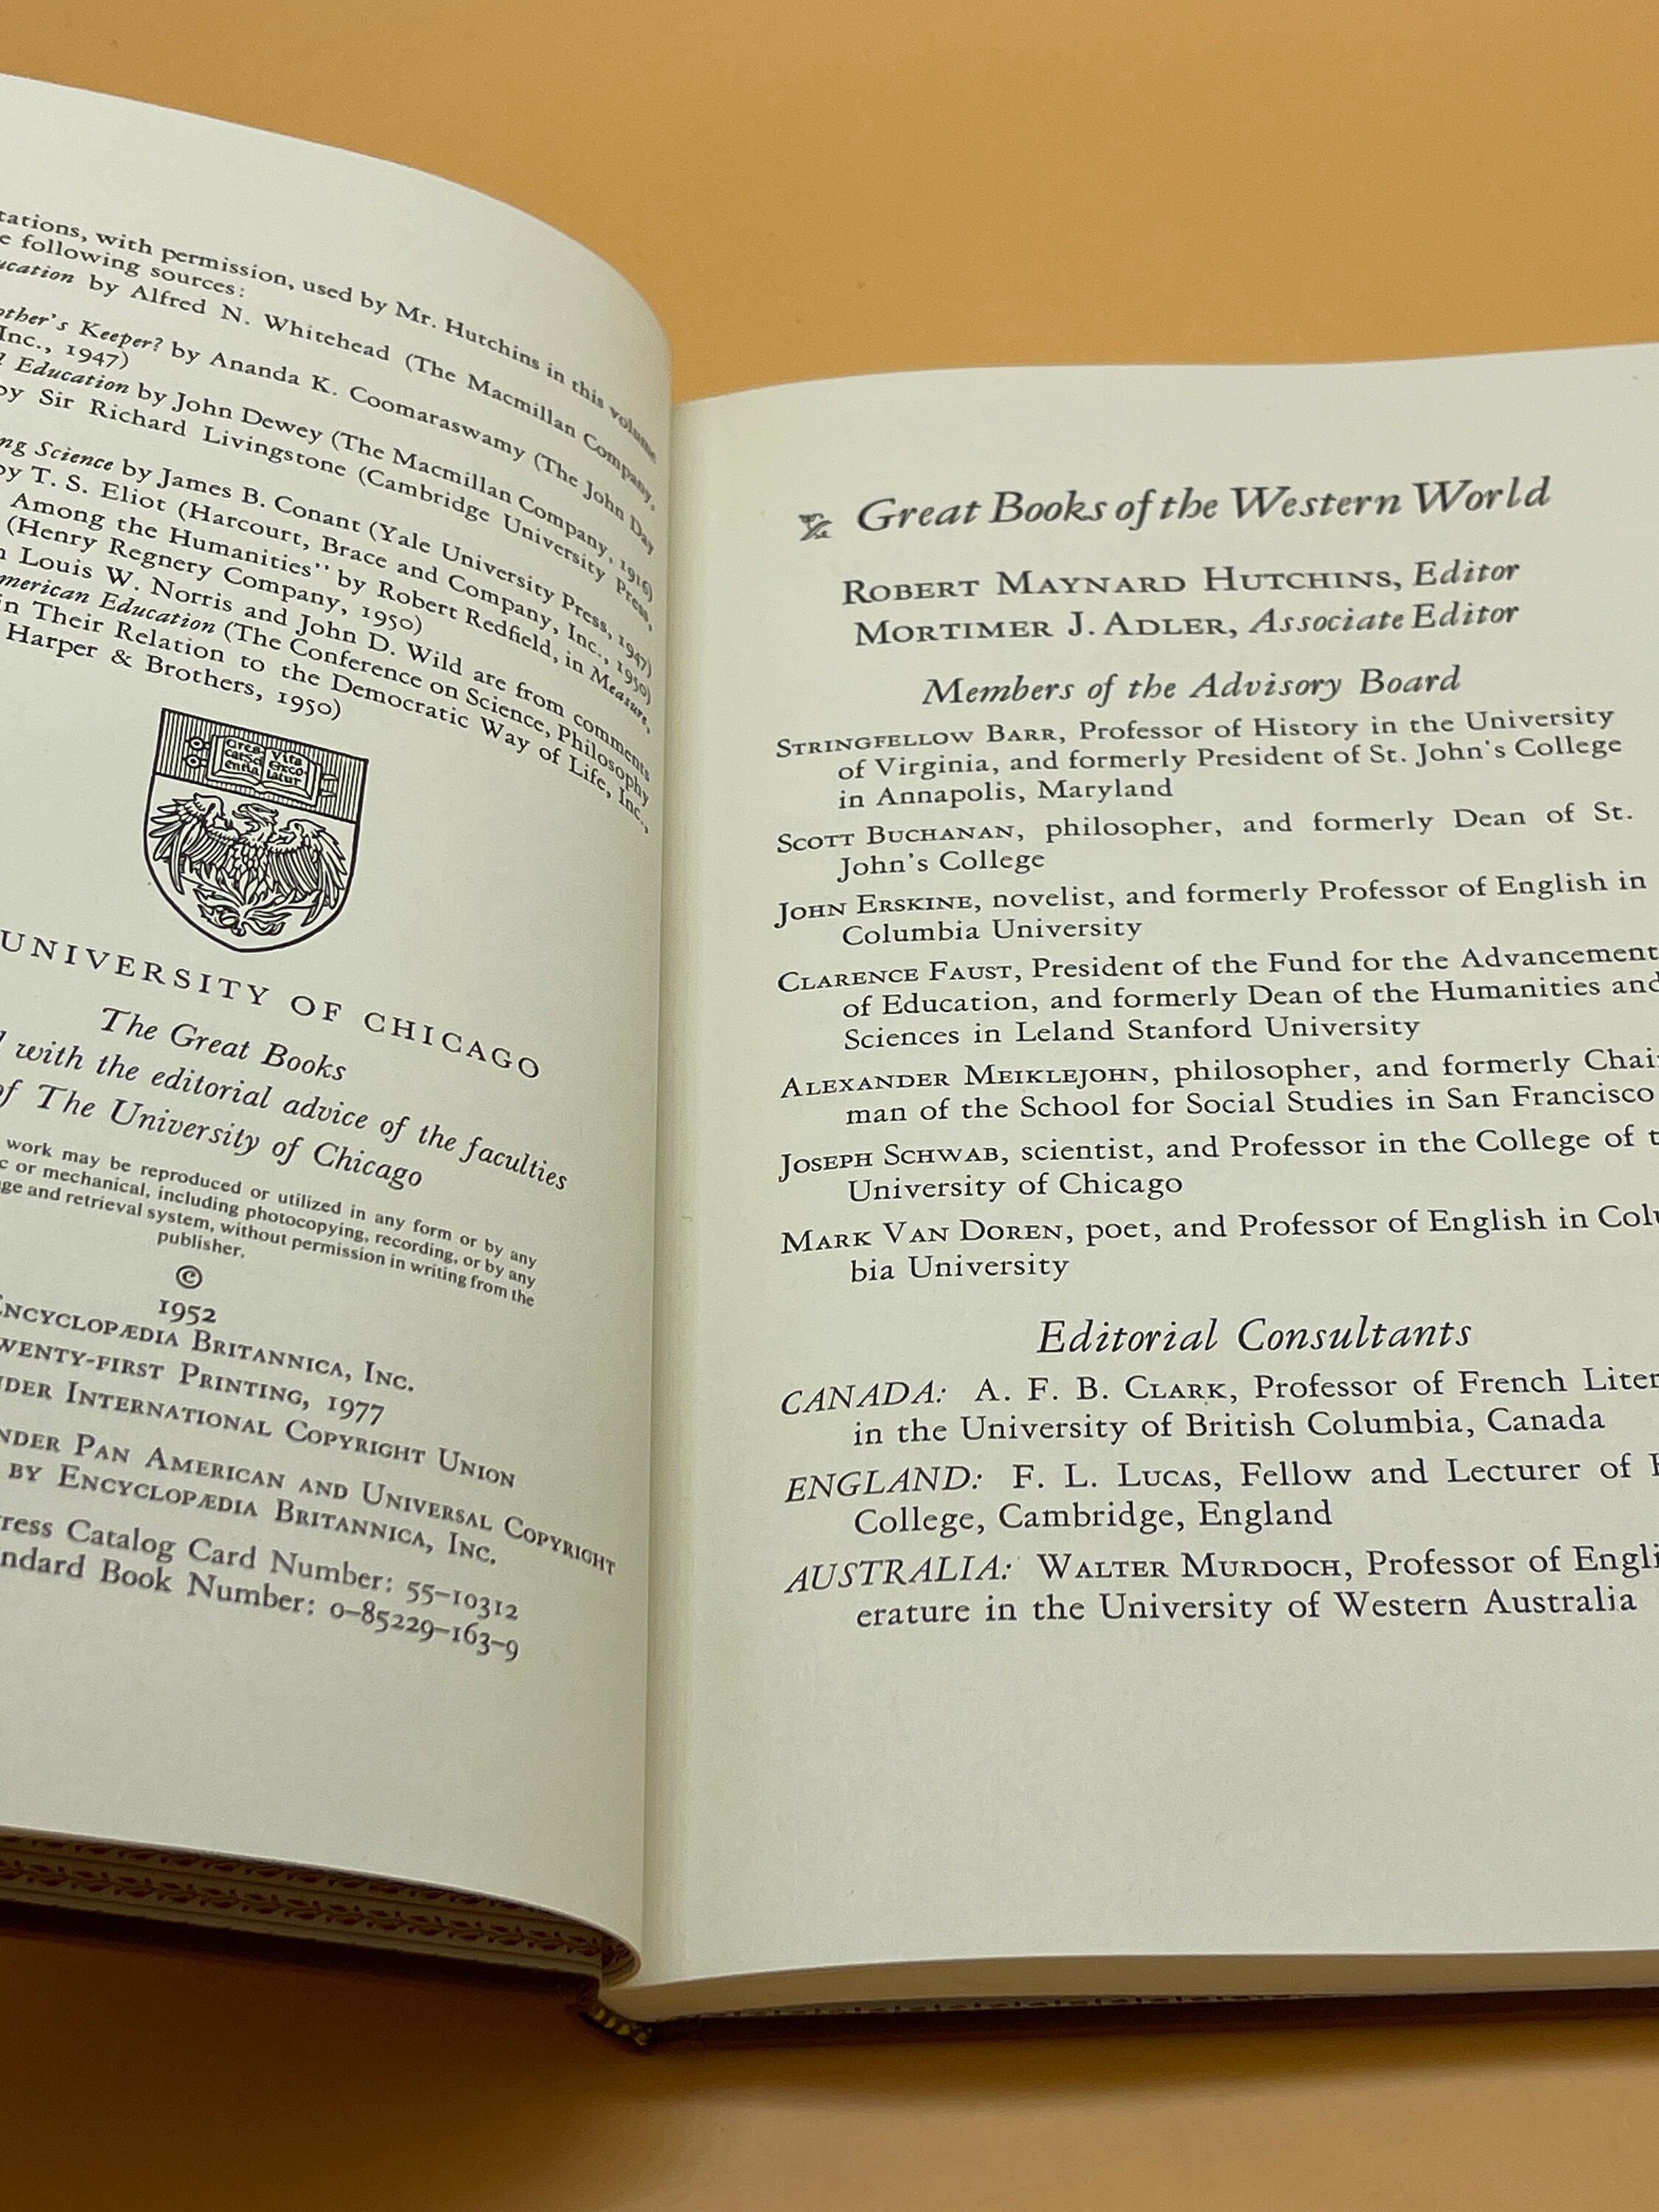 tations, with permission, used by Mr. Hutchins in this volume
e following sources:
ucation by Alfred N. Whitehead (The Macmillan Company,
other's Keeper? by Ananda K. Coomaraswamy (The John Day
Inc., 1947)
l Education by John Dewey (The Macmillan Company, 1916)
by Sir Richard Livingstone (Cambridge University Press,
ng Science by James B. Conant (Yale University Press, 1947)
by T. S. Eliot (Harcourt, Brace and Company, Inc., 1950)
Among the Humanities" by Robert Redfield, in Measure,
(Henry Regnery Company, 1950)
n Louis W. Norris and John D. Wild are from comments
merican Education (The Conference on Science, Philosophy
in Their Relation to the Democratic Way of Life, Inc.,
Harper & Brothers, 1950)
Crescat Scientia
Vita Excolatur
UNIVERSITY OF CHICAGO
The Great Books
l with the editorial advice of the faculties
of The University of Chicago
work may be reproduced or utilized in any form or by any
c or mechanical, including photocopying, recording, or by any
ge and retrieval system, without permission in writing from the
publisher.
©
1952
ENCYCLOPÆDIA BRITANNICA, INC.
WENTY-FIRST PRINTING, 1977
DER INTERNATIONAL COPYRIGHT UNION
NDER PAN AMERICAN AND UNIVERSAL COPYRIGHT
BY ENCYCLOPÆDIA BRITANNICA, INC.
ress Catalog Card Number: 55-10312
ndard Book Number: 0-85229-163-9
Great Books of the Western World
ROBERT MAYNARD HUTCHINS, Editor
MORTIMER J. ADLER, Associate Editor
Members of the Advisory Board
STRINGFELLOW BARR, Professor of History in the University
of Virginia, and formerly President of St. John's College
in Annapolis, Maryland
SCOTT BUCHANAN, philosopher, and formerly Dean of St.
John's College
JOHN ERSKINE, novelist, and formerly Professor of English in
Columbia University
CLARENCE FAUST, President of the Fund for the Advancement
of Education, and formerly Dean of the Humanities and
Sciences in Leland Stanford University
ALEXANDER MEIKLEJOHN, philosopher, and formerly Chair
man of the School for Social Studies in San Francisco
JOSEPH SCHWAB, scientist, and Professor in the College of t
University of Chicago
MARK VAN DOREN, poet, and Professor of English in Colu
bia University
Editorial Consultants
CANADA: A. F. B. CLARK, Professor of French Liter
in the University of British Columbia, Canada
ENGLAND: F. L. LUCAS, Fellow and Lecturer of
College, Cambridge, England
AUSTRALIA: WALTER MURDOCH, Professor of Engli
erature in the University of Western Australia